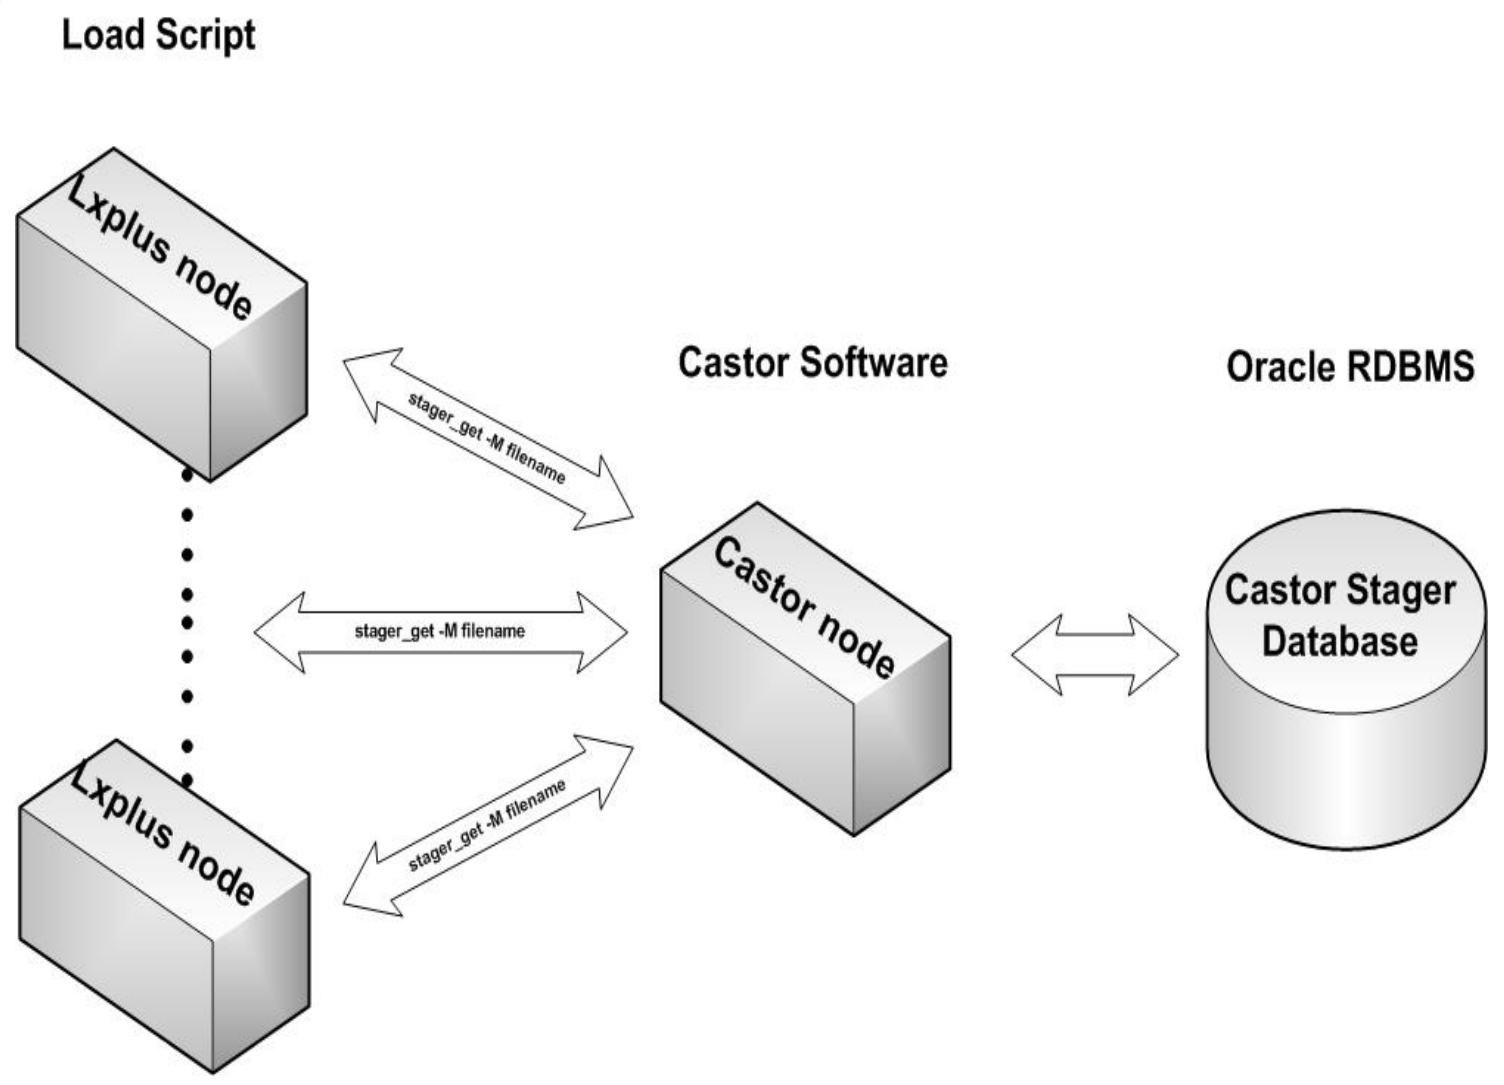 Load Script
Lxplus node
stager_get -M filename
Castor Software
Oracle RDBMS
stager_get -M filename
Castor node
Castor Stager
Database
Lxplus node
stager_get -M filename